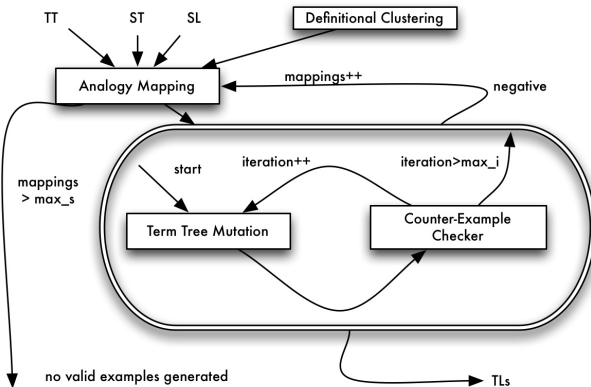 TT
ST
SL
Definitional Clustering
Analogy Mapping
mappings++
negative
mappings
> max_s
start
iteration++
iteration>max_i
Term Tree Mutation
Counter-Example
Checker
no valid examples generated
TLs